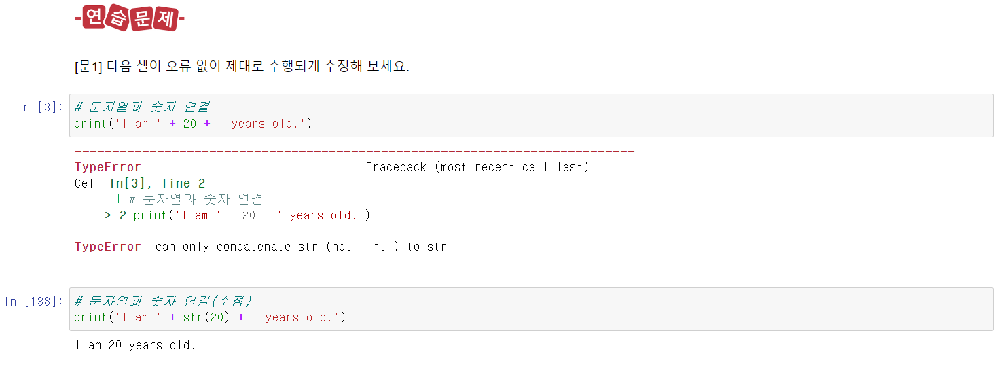 -연습문제-
[문1] 다음 셀이 오류 없이 제대로 수행되게 수정해 보세요.
In [3]: # 문자열과 숫자 연결
print('I am ' + 20 + ' years old.')
---------------------------------------------------------------------------
TypeError                                 Traceback (most recent call last)
Cell In[3], line 2
      1 # 문자열과 숫자 연결
----> 2 print('I am ' + 20 + ' years old.')
TypeError: can only concatenate str (not "int") to str
In [138]: # 문자열과 숫자 연결(수정)
print('I am ' + str(20) + ' years old.')
I am 20 years old.